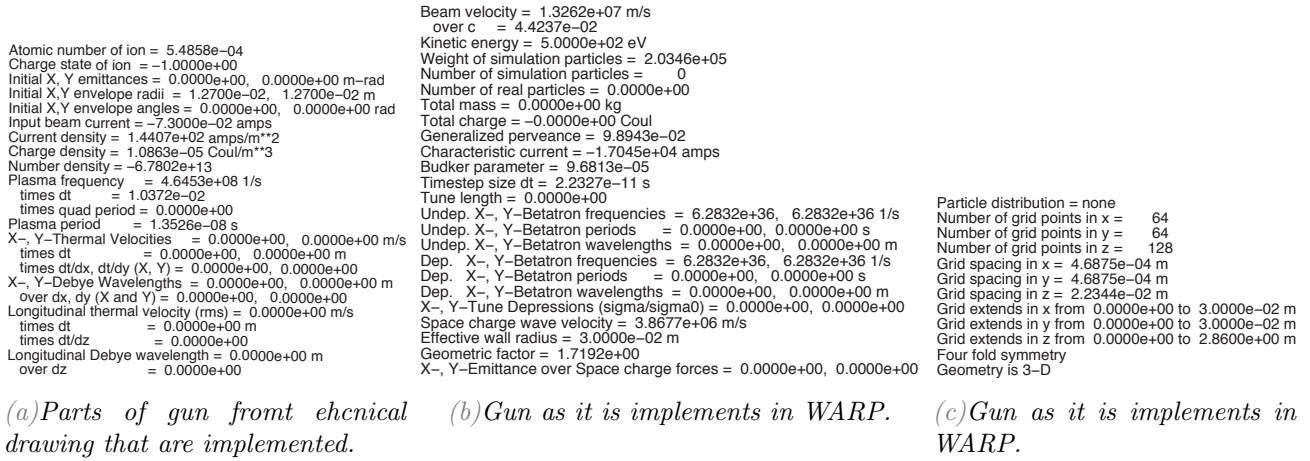 Atomic number of ion = 5.4858e−04
Charge state of ion = −1.0000e+00
Initial X, Y emittances = 0.0000e+00, 0.0000e+00 m−rad
Initial X,Y envelope radii = 1.2700e−02, 1.2700e−02 m
Initial X,Y envelope angles = 0.0000e+00, 0.0000e+00 rad
Input beam current = −7.3000e−02 amps
Current density = 1.4407e+02 amps/m**2
Charge density = 1.0863e−05 Coul/m**3
Number density = −6.7802e+13
Plasma frequency = 4.6453e+08 1/s
times dt = 1.0372e−02
times quad period = 0.0000e+00
Plasma period = 1.3526e−08 s
X−, Y−Thermal Velocities = 0.0000e+00, 0.0000e+00 m/s
times dt = 0.0000e+00, 0.0000e+00 m
times dt/dx, dt/dy (X, Y) = 0.0000e+00, 0.0000e+00
X−, Y−Debye Wavelengths = 0.0000e+00, 0.0000e+00 m
over dx, dy (X and Y) = 0.0000e+00, 0.0000e+00
Longitudinal thermal velocity (rms) = 0.0000e+00 m/s
times dt = 0.0000e+00 m
times dt/dz = 0.0000e+00
Longitudinal Debye wavelength = 0.0000e+00 m
over dz = 0.0000e+00
(a)Parts of gun fromt ehcnical
drawing that are implemented.
Beam velocity = 1.3262e+07 m/s
over c = 4.4237e−02
Kinetic energy = 5.0000e+02 eV
Weight of simulation particles = 2.0346e+05
Number of simulation particles = 0
Number of real particles = 0.0000e+00
Total mass = 0.0000e+00 kg
Total charge = −0.0000e+00 Coul
Generalized perveance = 9.8943e−02
Characteristic current = −1.7045e+04 amps
Budker parameter = 9.6813e−05
Timestep size dt = 2.2327e−11 s
Tune length = 0.0000e+00
Undep. X−, Y−Betatron frequencies = 6.2832e+36, 6.2832e+36 1/s
Undep. X−, Y−Betatron periods = 0.0000e+00, 0.0000e+00 s
Undep. X−, Y−Betatron wavelengths = 0.0000e+00, 0.0000e+00 m
Dep. X−, Y−Betatron frequencies = 6.2832e+36, 6.2832e+36 1/s
Dep. X−, Y−Betatron periods = 0.0000e+00, 0.0000e+00 s
Dep. X−, Y−Betatron wavelengths = 0.0000e+00, 0.0000e+00 m
X−, Y−Tune Depressions (sigma/sigma0) = 0.0000e+00, 0.0000e+00
Space charge wave velocity = 3.8677e+06 m/s
Effective wall radius = 3.0000e−02 m
Geometric factor = 1.7192e+00
X−, Y−Emittance over Space charge forces = 0.0000e+00, 0.0000e+00
(b)Gun as it is implements in WARP.
Particle distribution = none
Number of grid points in x = 64
Number of grid points in y = 64
Number of grid points in z = 128
Grid spacing in x = 4.6875e−04 m
Grid spacing in y = 4.6875e−04 m
Grid spacing in z = 2.2344e−02 m
Grid extends in x from 0.0000e+00 to 3.0000e−02 m
Grid extends in y from 0.0000e+00 to 3.0000e−02 m
Grid extends in z from 0.0000e+00 to 2.8600e+00 m
Four fold symmetry
Geometry is 3−D
(c)Gun as it is implements in
WARP.